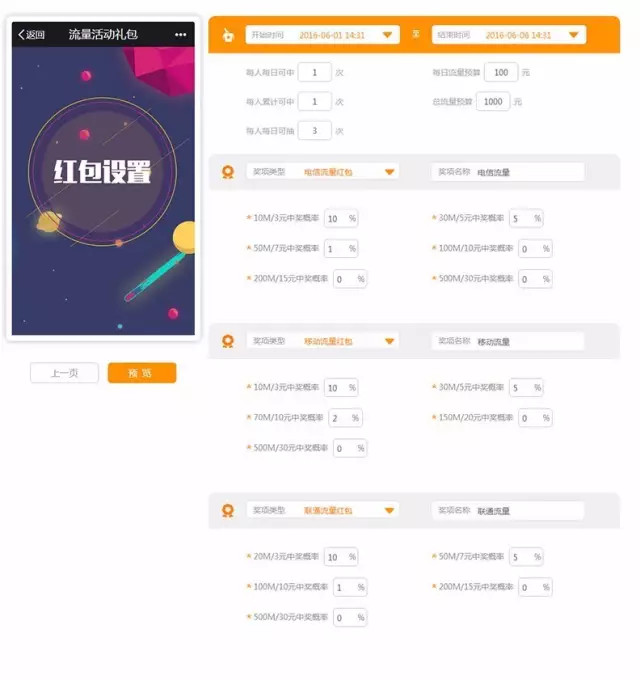 返回 流量活动礼包
红包设置
上一页 预览
开始时间 2016-06-01 14:31 至 结束时间 2016-06-06 14:31
每人每日可中 1 次 每日流量预算 100 元
每人累计可中 1 次 总流量预算 1000 元
每人每日可抽 3 次
奖项类型 电信流量红包 奖项名称 电信流量
*10M/3元中奖概率 10 % *30M/5元中奖概率 5 %
*50M/7元中奖概率 1 % *100M/10元中奖概率 0 %
*200M/15元中奖概率 0 % *500M/30元中奖概率 0 %
奖项类型 移动流量红包 奖项名称 移动流量
*10M/3元中奖概率 10 % *30M/5元中奖概率 5 %
*70M/10元中奖概率 2 % *150M/20元中奖概率 0 %
*500M/30元中奖概率 0 %
奖项类型 联通流量红包 奖项名称 联通流量
*20M/3元中奖概率 10 % *50M/7元中奖概率 5 %
*100M/10元中奖概率 1 % *200M/15元中奖概率 0 %
*500M/30元中奖概率 0 %